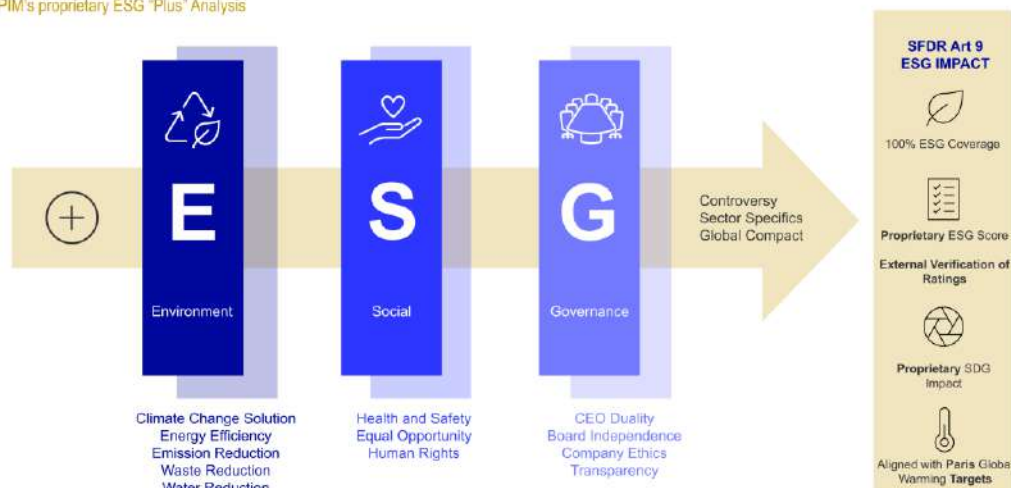 PIM's proprietary ESG "Plus" Analysis
E
Environment
Climate Change Solution
Energy Efficiency
Emission Reduction
Waste Reduction
Water Reduction
S
Social
Health and Safety
Equal Opportunity
Human Rights
G
Governance
CEO Duality
Board Independence
Company Ethics
Transparency
Controversy
Sector Specifics
Global Compact
SFDR Art 9
ESG IMPACT
100% ESG Coverage
Proprietary ESG Score
External Verification of
Ratings
Proprietary SDG
Impact
Aligned with Paris Global
Warming Targets